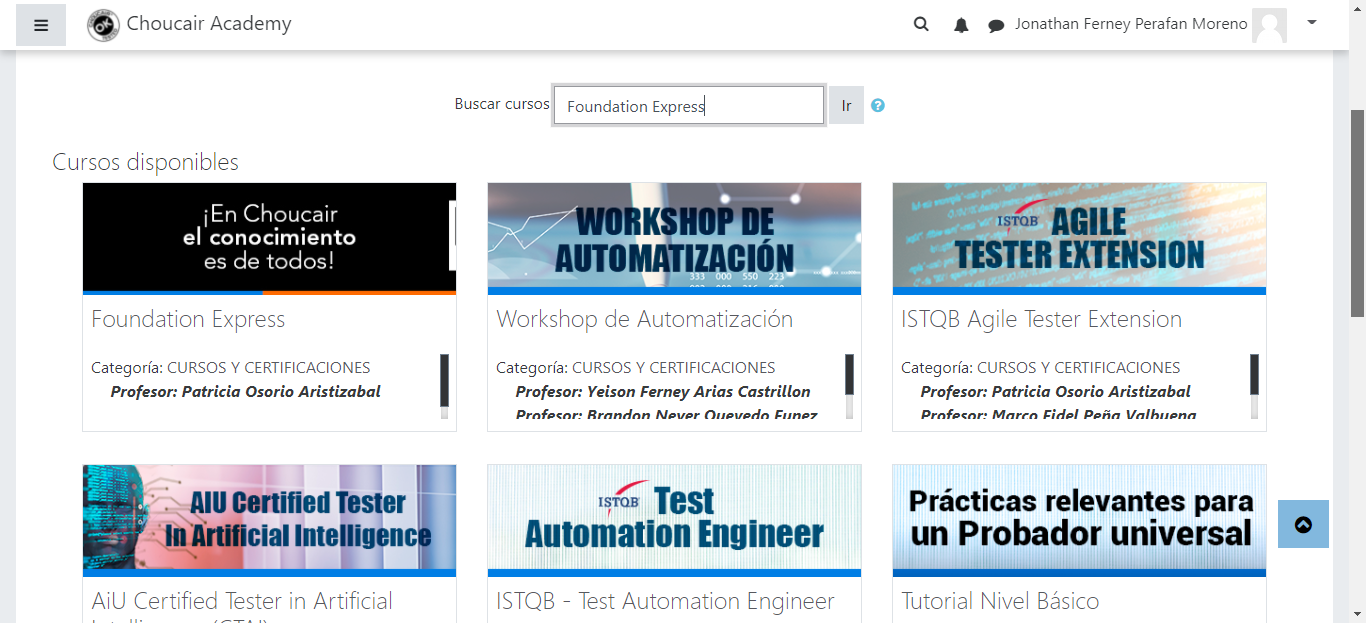 Choucair Academy
Jonathan Ferney Perafan Moreno
Buscar cursos
Foundation Express
Ir
Cursos disponibles
¡En Choucair
el conocimiento
es de todos!
Foundation Express
Categoría: CURSOS Y CERTIFICACIONES
Profesor: Patricia Osorio Aristizabal
WORKSHOP DE
AUTOMATIZACIÓN
333 000 550 223
Workshop de Automatización
Categoría: CURSOS Y CERTIFICACIONES
Profesor: Yeison Ferney Arias Castrillon
Profesor: Brandon Never Quevedo Funez
ISTQB AGILE
TESTER EXTENSION
ISTQB Agile Tester Extension
Categoría: CURSOS Y CERTIFICACIONES
Profesor: Patricia Osorio Aristizabal
Profesor: Marco Fidel Peña Valbuena
AIU Certified Tester
In Artificial Intelligence
AiU Certified Tester in Artificial
ISTQB Test
Automation Engineer
ISTQB - Test Automation Engineer
Prácticas relevantes para
un Probador universal
Tutorial Nivel Básico